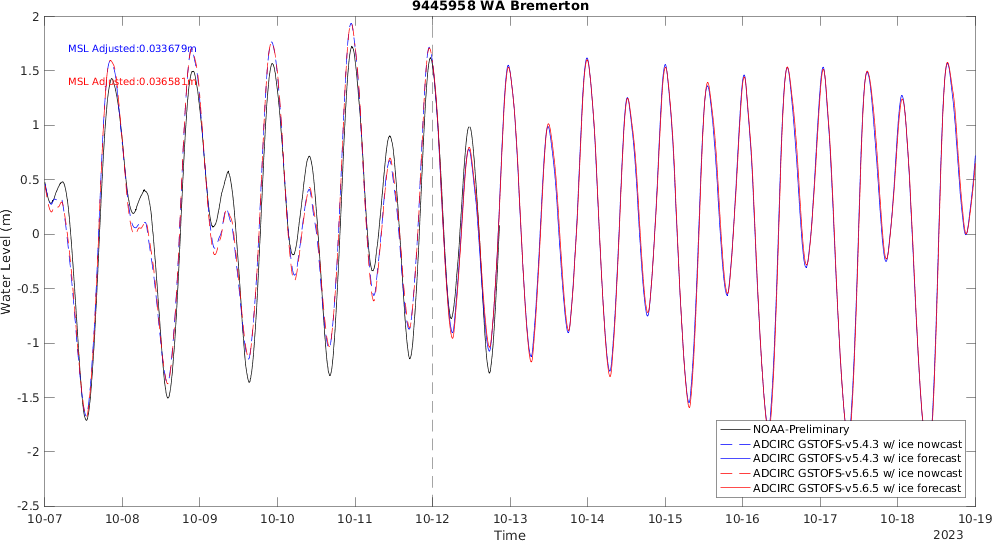 9445958 WA Bremerton
MSL Adjusted:0.033679m
MSL Adjusted:0.036581m
Water Level (m)
2
1.5
1
0.5
0
-0.5
-1
-1.5
-2
-2.5
NOAA-Preliminary
ADCIRC GSTOFS-v5.4.3 w/ ice nowcast
ADCIRC GSTOFS-v5.4.3 w/ ice forecast
ADCIRC GSTOFS-v5.6.5 w/ ice nowcast
ADCIRC GSTOFS-v5.6.5 w/ ice forecast
10-07 10-08 10-09 10-10 10-11 10-12 10-13 10-14 10-15 10-16 10-17 10-18 10-19
Time
2023